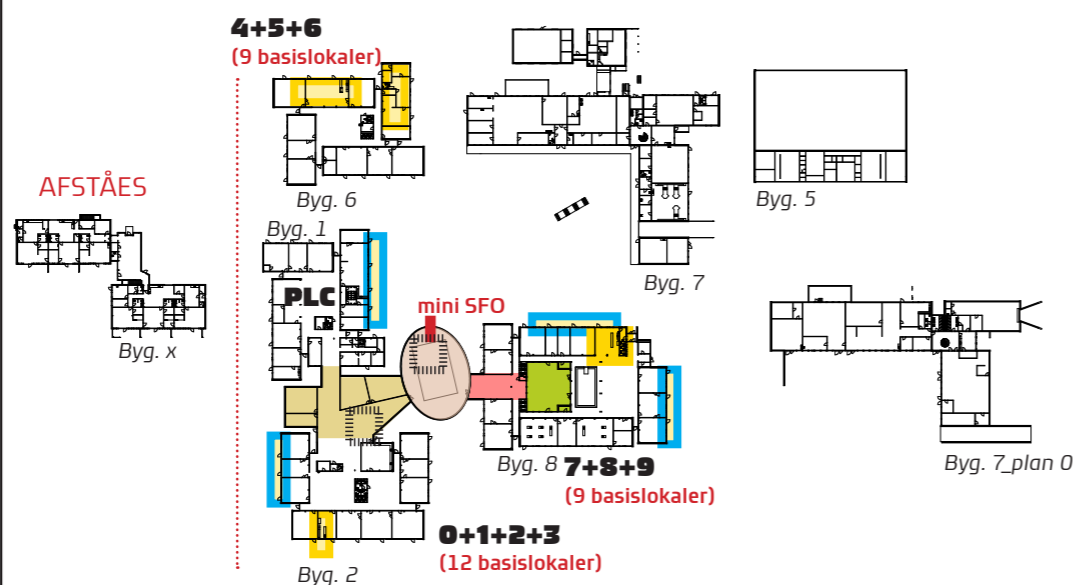 4+5+6
(9 basislokaler)
AFSTÅES
Byg. 6
Byg. 5
Byg. 1
Byg. 7
PLC
mini SFO
Byg. x
Byg. 8
7+8+9
(9 basislokaler)
Byg. 7_plan 0
0+1+2+3
(12 basislokaler)
Byg. 2